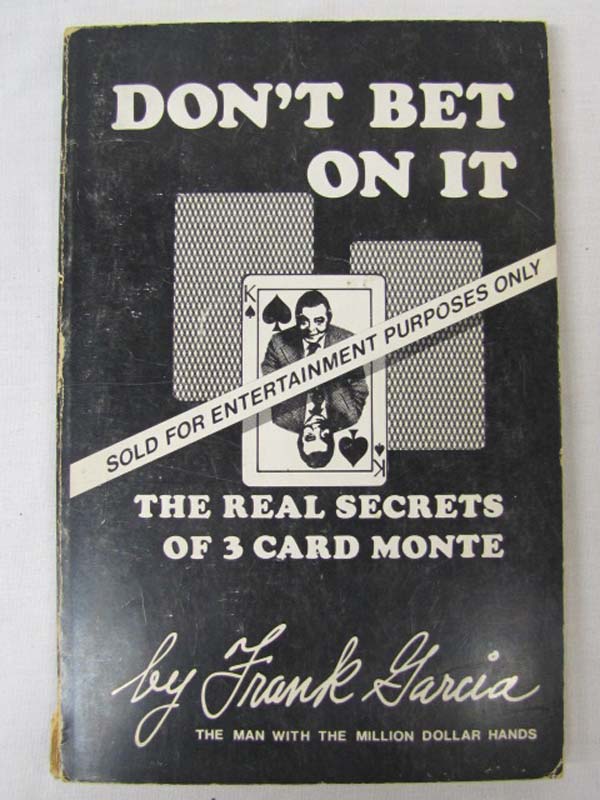 DON'T BET
ON IT
K
SOLD FOR ENTERTAINMENT PURPOSES ONLY
K
THE REAL SECRETS
OF 3 CARD MONTE
by Frank Garcia
THE MAN WITH THE MILLION DOLLAR HANDS